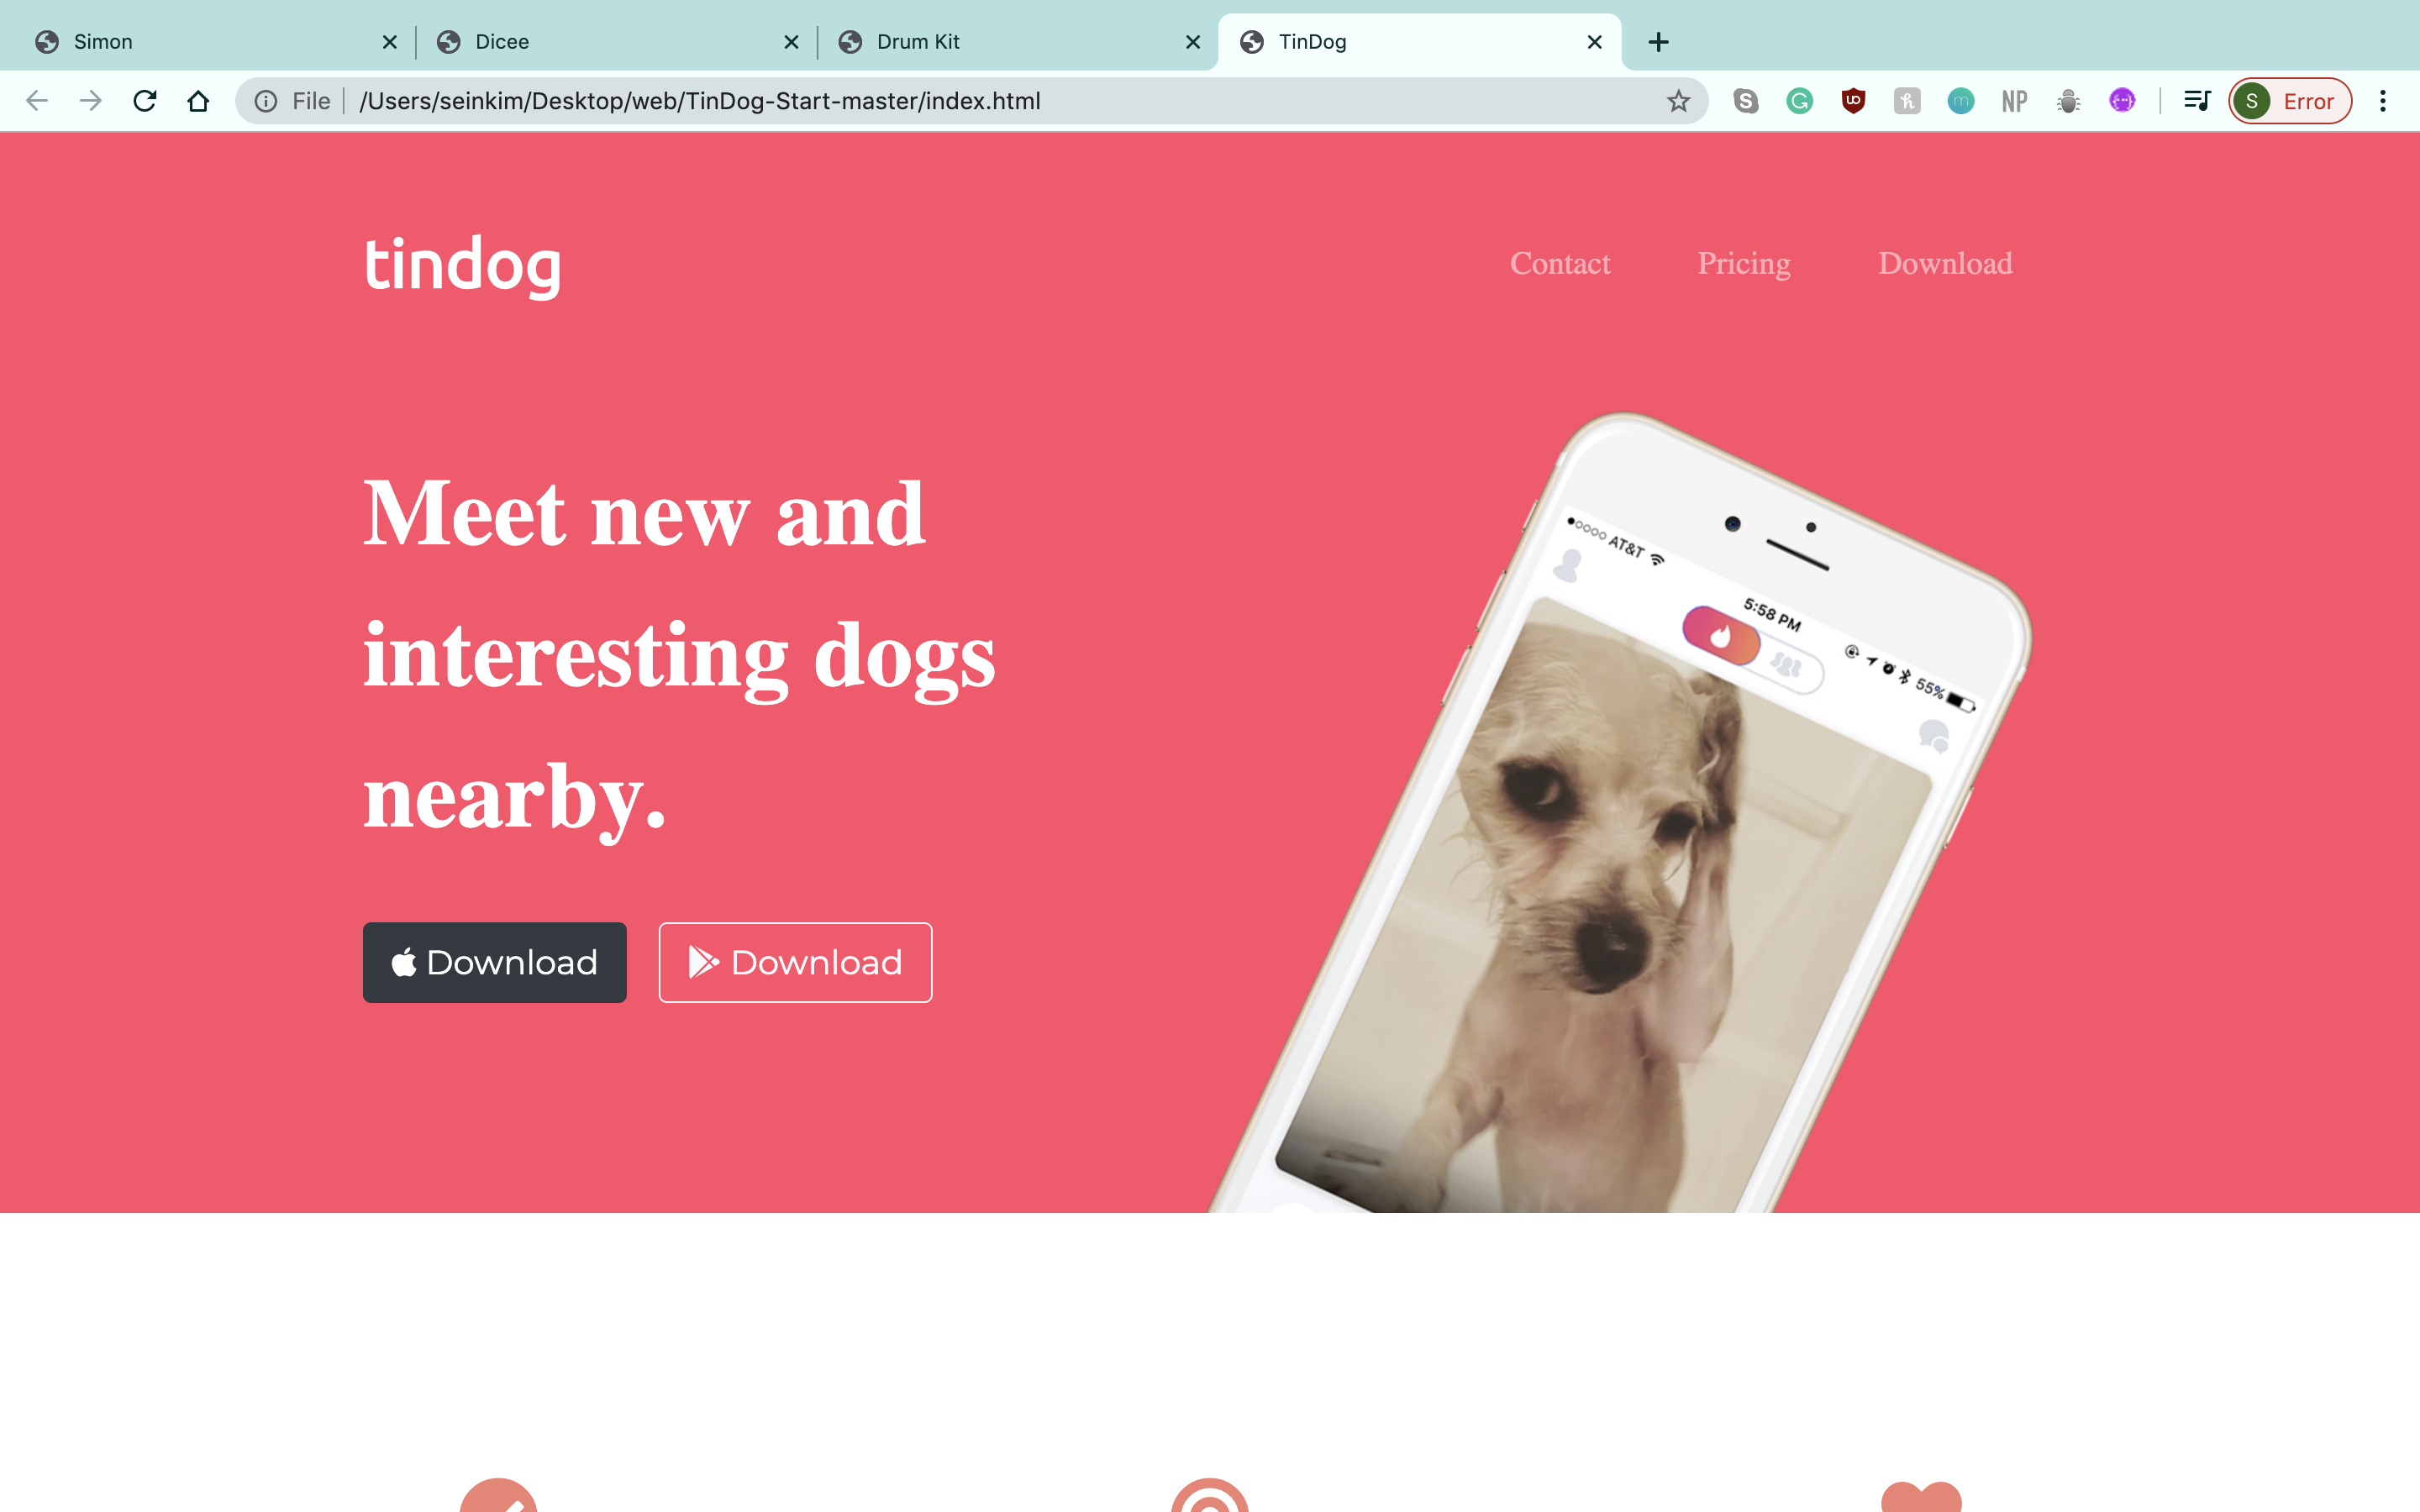 Simon
Dicee
Drum Kit
TinDog
File
/Users/seinkim/Desktop/web/TinDog-Start-master/index.html
NP
S Error
tindog
Contact Pricing Download
Meet new and
interesting dogs
nearby.
AT&T
5:58 PM
55%
Download
Download